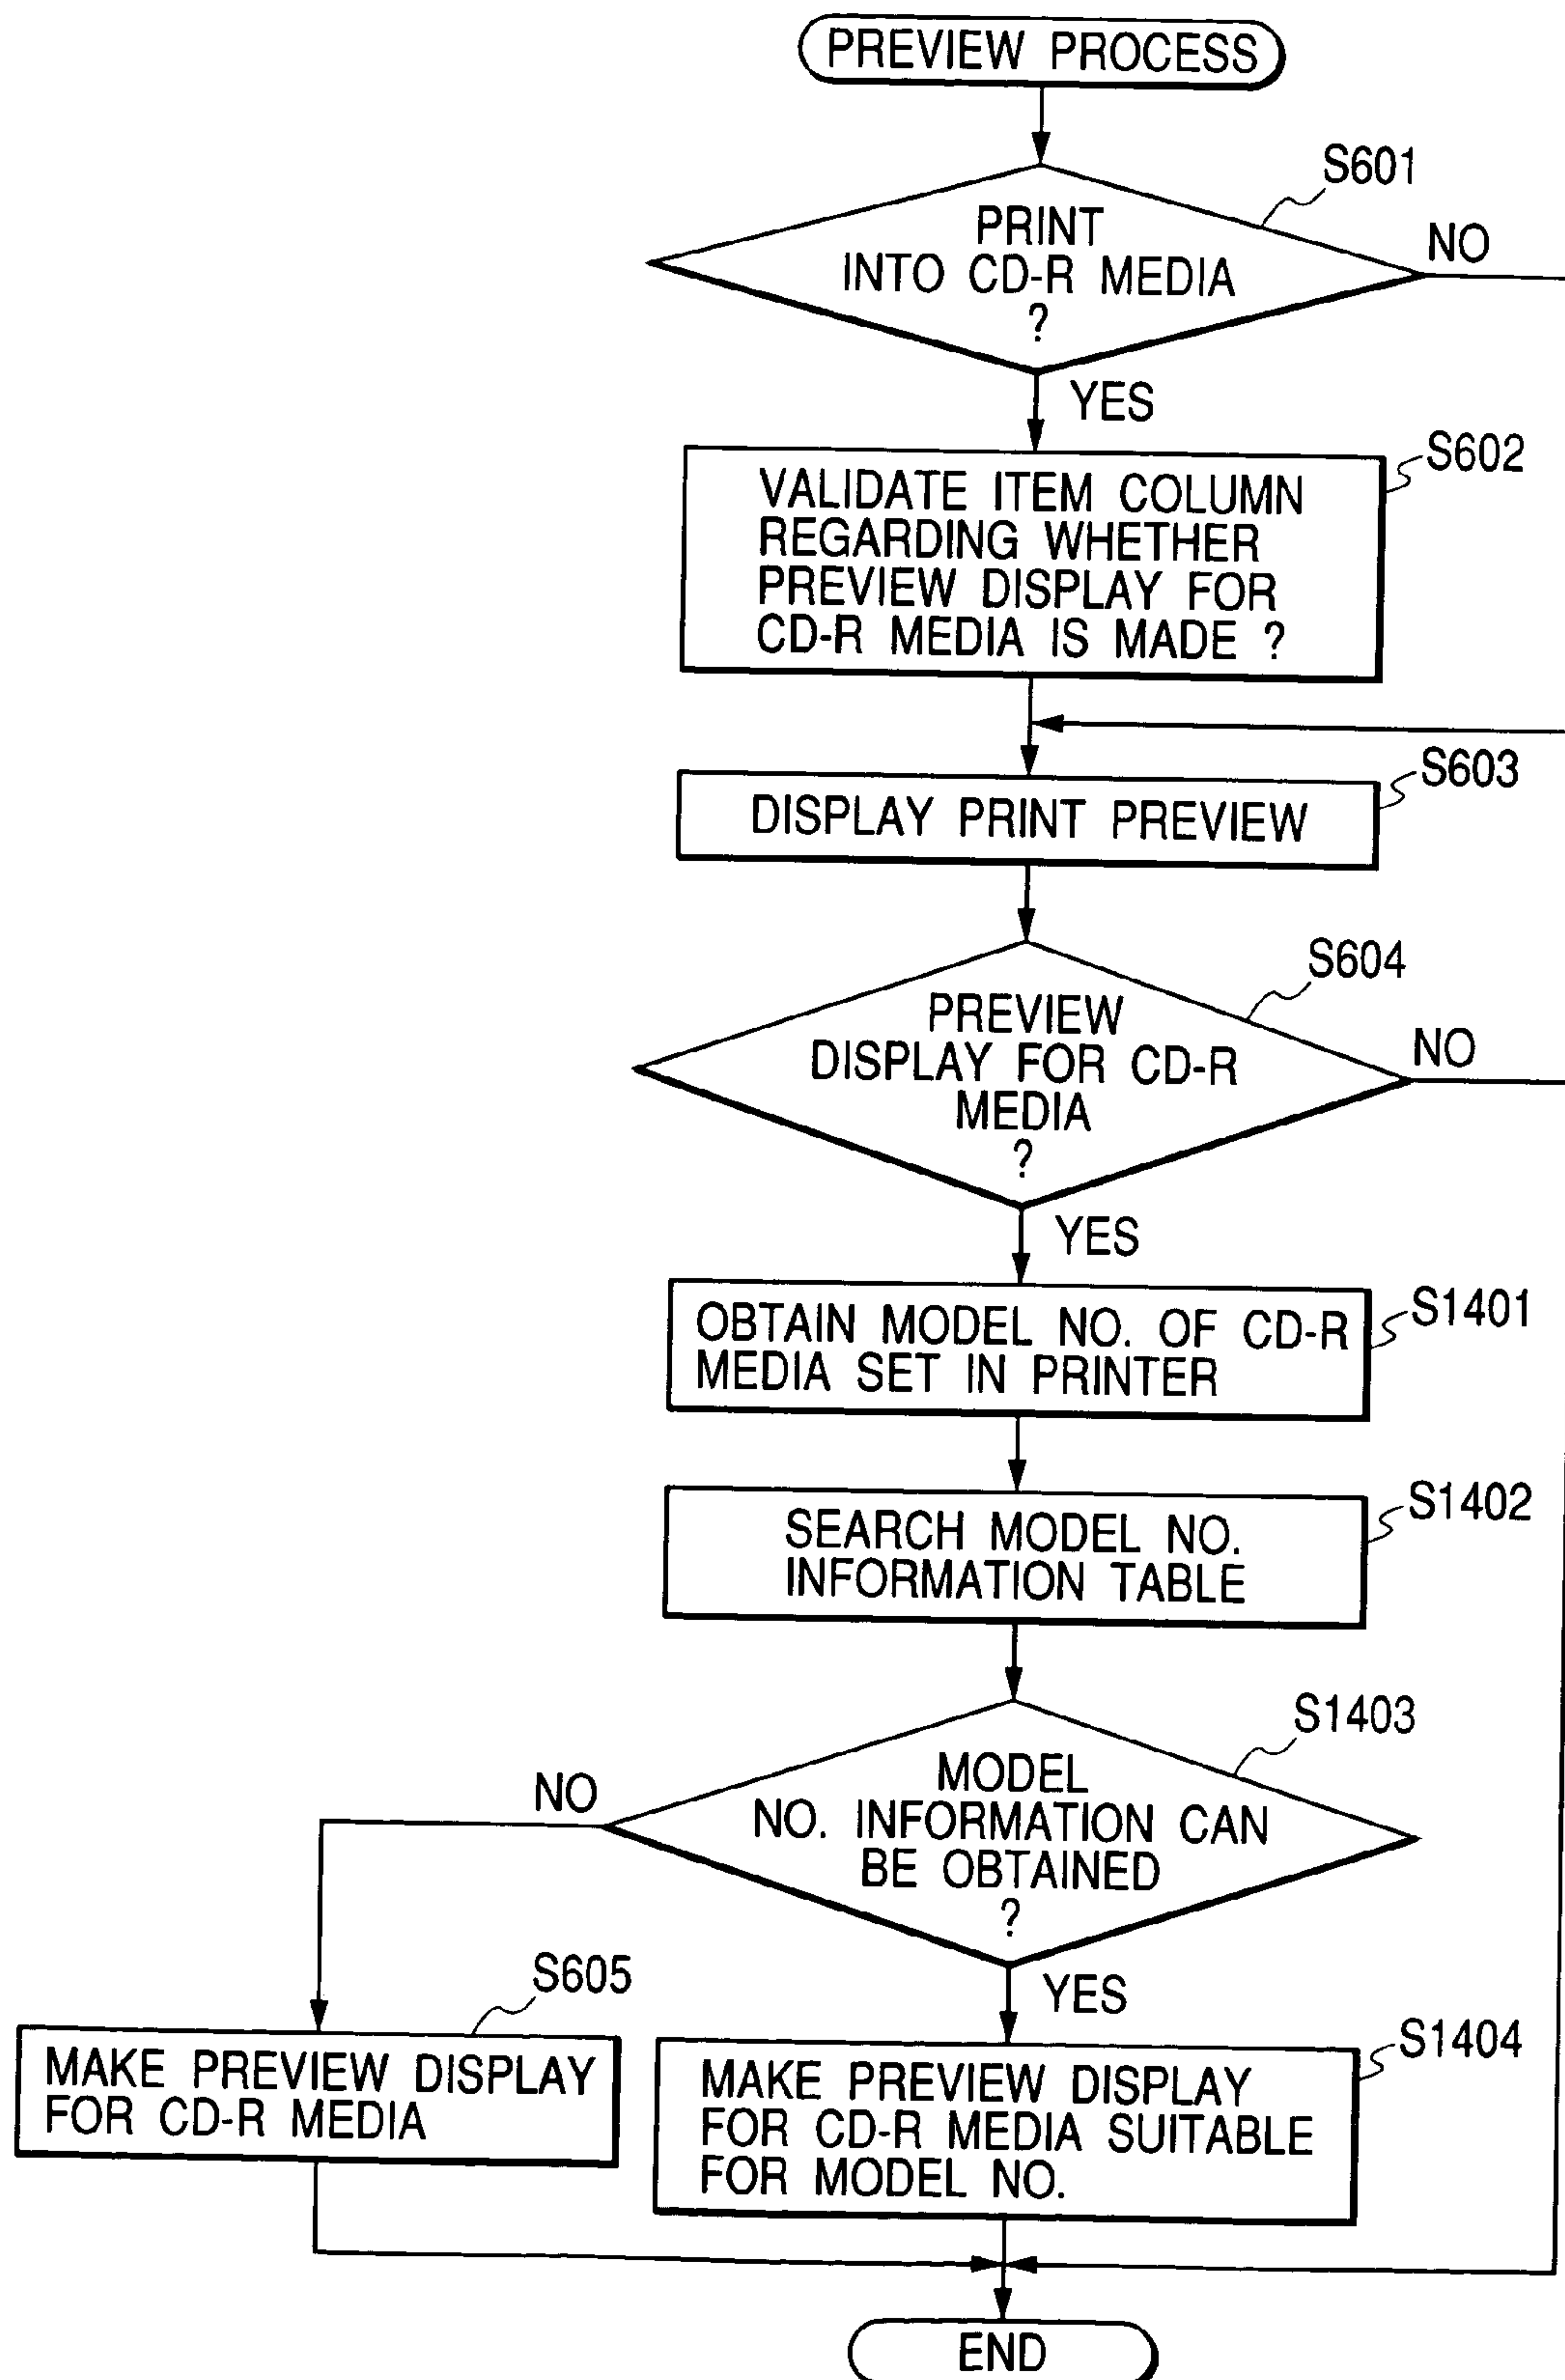 PREVIEW PROCESS
S601
PRINT
INTO CD-R MEDIA
?
NO
YES
S602
VALIDATE ITEM COLUMN
REGARDING WHETHER
PREVIEW DISPLAY FOR
CD-R MEDIA IS MADE ?
S603
DISPLAY PRINT PREVIEW
S604
PREVIEW
DISPLAY FOR CD-R
MEDIA
?
NO
YES
S1401
OBTAIN MODEL NO. OF CD-R
MEDIA SET IN PRINTER
S1402
SEARCH MODEL NO.
INFORMATION TABLE
S1403
MODEL
NO. INFORMATION CAN
BE OBTAINED
?
NO
YES
S605
MAKE PREVIEW DISPLAY
FOR CD-R MEDIA
S1404
MAKE PREVIEW DISPLAY
FOR CD-R MEDIA SUITABLE
FOR MODEL NO.
END